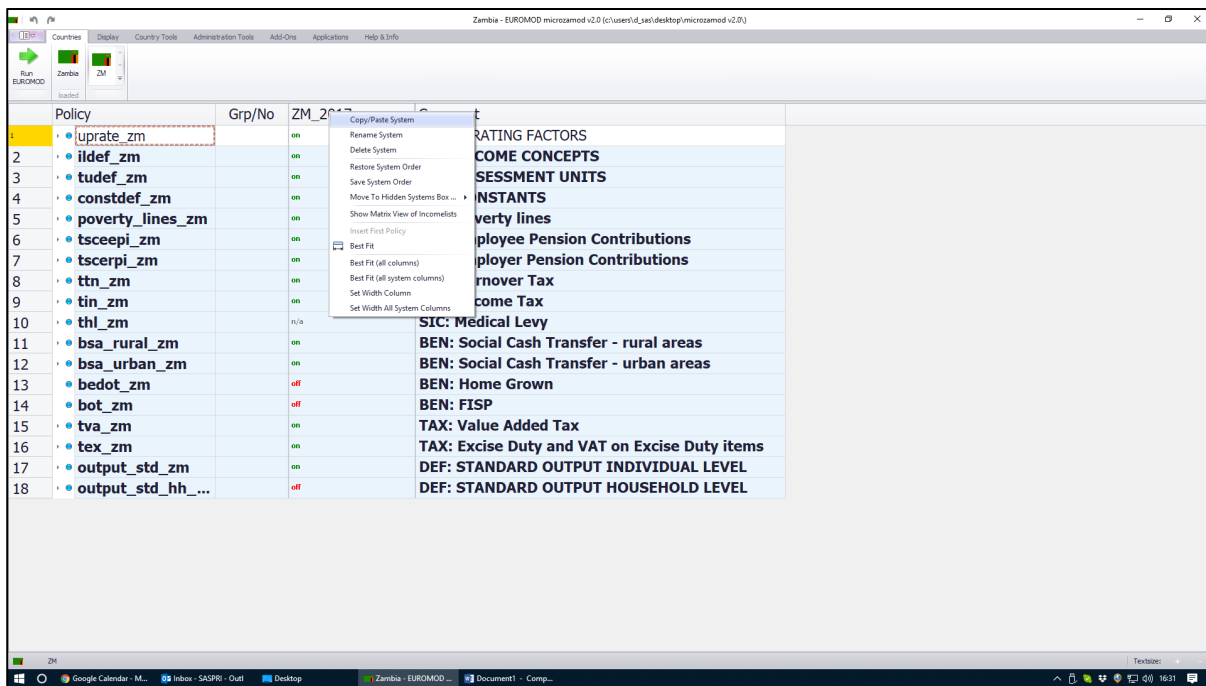 Zambia - EUROMOD microzamod v2.0 (c:\users\d_sas\desktop\microzamod v2.0\)
Countries Display Country Tools Administration Tools Add-Ons Applications Help & Info
Run EUROMOD
Zambia
ZM
loaded
Policy Grp/No ZM_2017 t
1 uprate_zm on RATING FACTORS
2 ildef_zm on COME CONCEPTS
3 tudef_zm on SESSMENT UNITS
4 constdef_zm on NSTANTS
5 poverty_lines_zm on verty lines
6 tsceepi_zm on ployee Pension Contributions
7 tscerpi_zm on ployer Pension Contributions
8 ttn_zm on rnover Tax
9 tin_zm on come Tax
10 thl_zm n/a SIC: Medical Levy
11 bsa_rural_zm on BEN: Social Cash Transfer - rural areas
12 bsa_urban_zm on BEN: Social Cash Transfer - urban areas
13 bedot_zm off BEN: Home Grown
14 bot_zm off BEN: FISP
15 tva_zm on TAX: Value Added Tax
16 tex_zm on TAX: Excise Duty and VAT on Excise Duty items
17 output_std_zm on DEF: STANDARD OUTPUT INDIVIDUAL LEVEL
18 output_std_hh_... off DEF: STANDARD OUTPUT HOUSEHOLD LEVEL
Copy/Paste System
Rename System
Delete System
Restore System Order
Save System Order
Move To Hidden Systems Box ...
Show Matrix View of Incomelists
Insert First Policy
Best Fit
Best Fit (all columns)
Best Fit (all system columns)
Set Width Column
Set Width All System Columns
ZM Textsize:
Google Calendar - M... Inbox - SASPRI - Outl Desktop Zambia - EUROMOD ... Document1 - Comp... 16:31